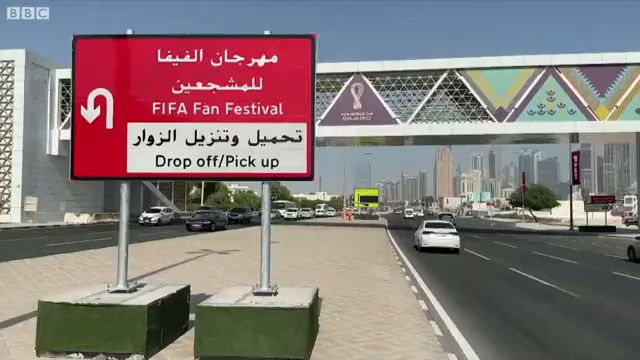 BBC
مهرجان الفيفا
للمشجعين
FIFA Fan Festival
تحميل وتنزيل الزوار
Drop off/Pick up
FIFA WORLD CUP
QATAR 2022